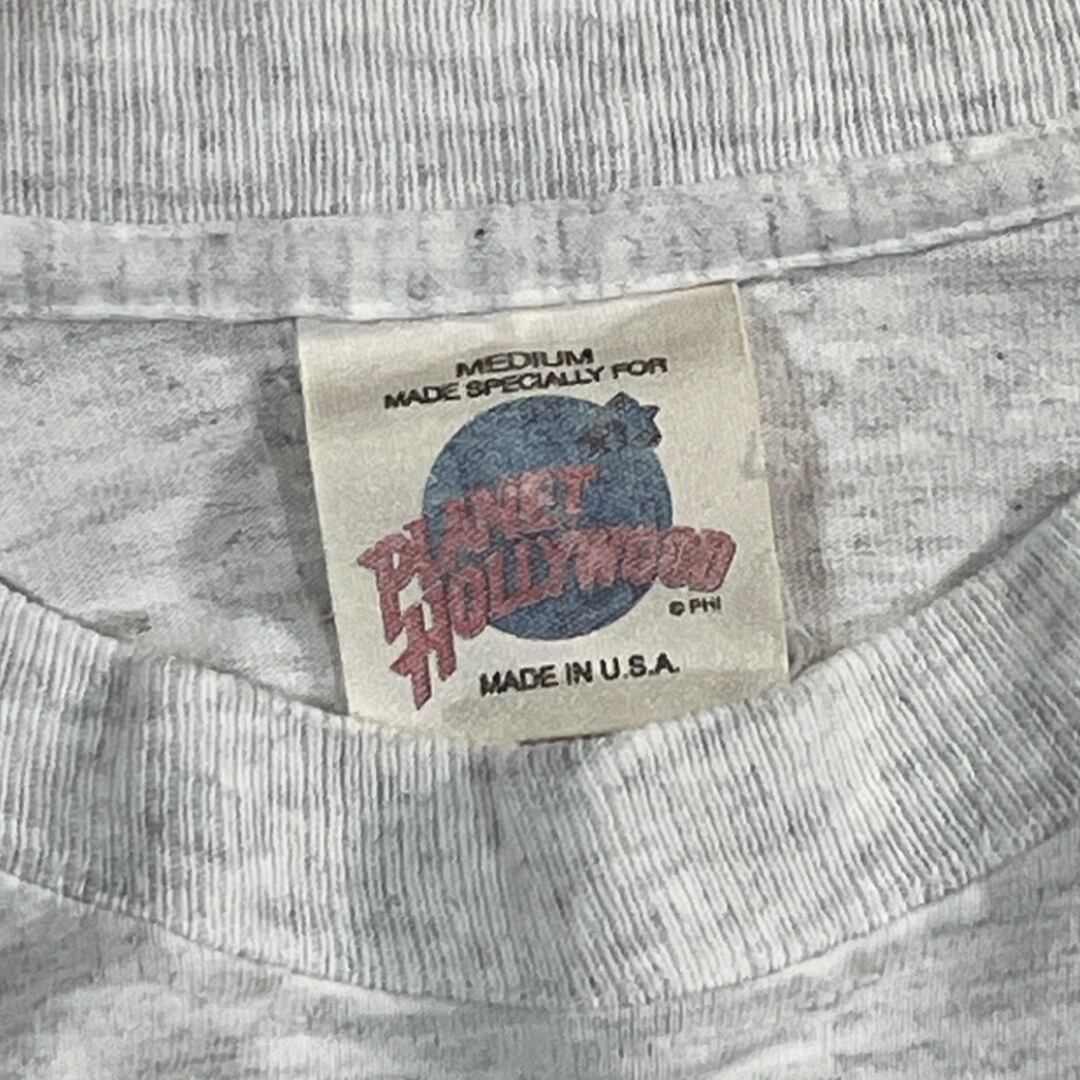 MEDIUM
MADE SPECIALLY FOR
PLANET
HOLLYWOOD
© PHI
MADE IN U.S.A.